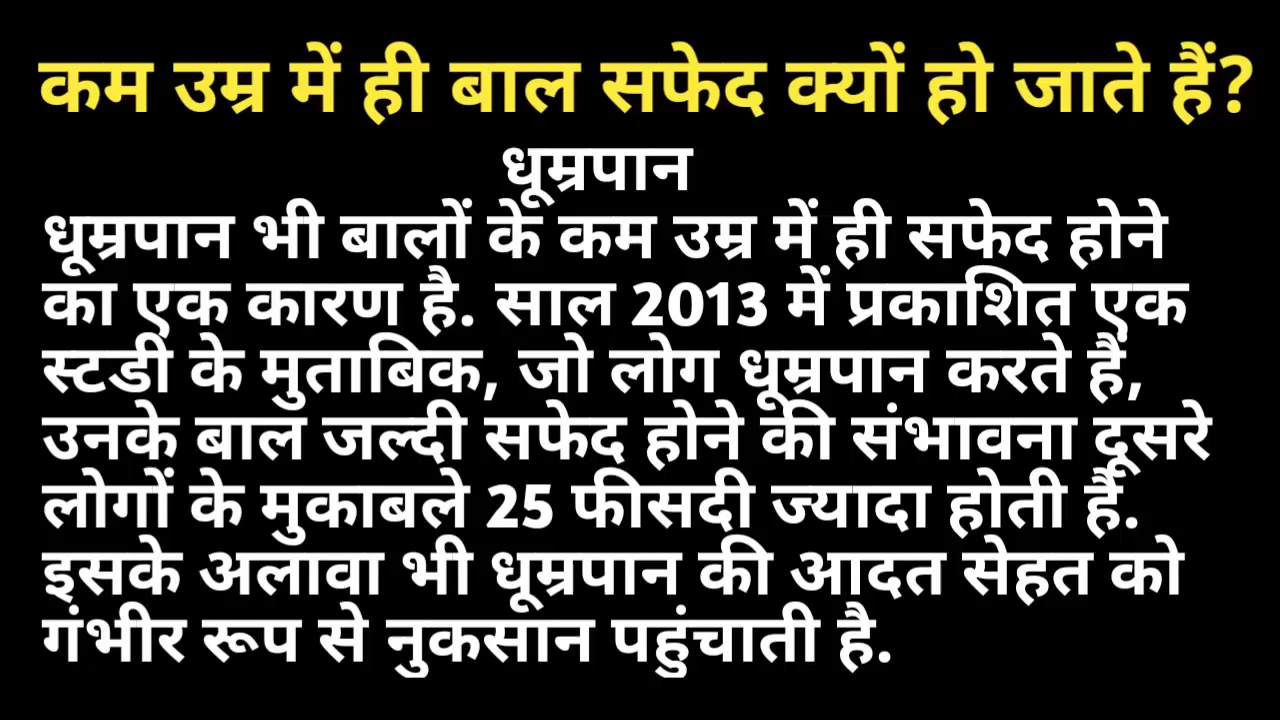 कम उम्र में ही बाल सफेद क्यों हो जाते हैं?
धूम्रपान
धूम्रपान भी बालों के कम उम्र में ही सफेद होने
का एक कारण है. साल 2013 में प्रकाशित एक
स्टडी के मुताबिक, जो लोग धूम्रपान करते हैं,
उनके बाल जल्दी सफेद होने की संभावना दूसरे
लोगों के मुकाबले 25 फीसदी ज्यादा होती है.
इसके अलावा भी धूम्रपान की आदत सेहत को
गंभीर रूप से नुकसान पहुंचाती है.